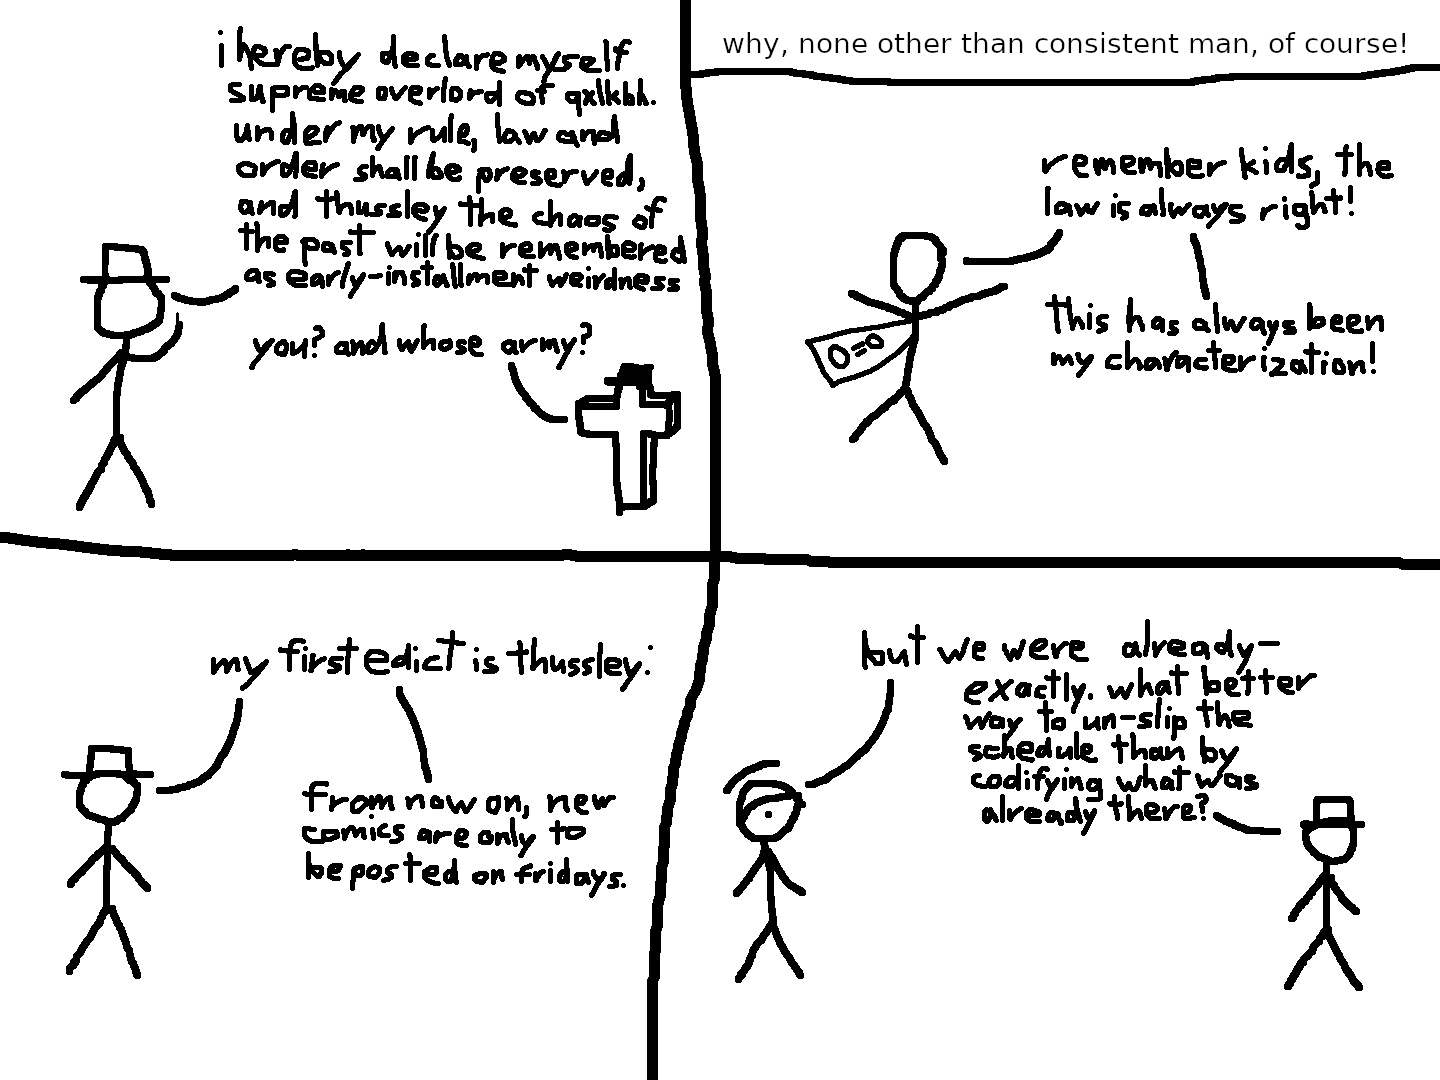 i hereby declare myself
supreme overlord of qxlkbh.
under my rule, law and
order shall be preserved,
and thussley the chaos of
the past will be remembered
as early-installment weirdness
you? and whose army?
why, none other than consistent man, of course!
remember kids, the
law is always right!
0=0
this has always been
my characterization!
my first edict is thussley:
from now on, new
comics are only to
be posted on fridays.
but we were already-
exactly. what better
way to un-slip the
schedule than by
codifying what was
already there?